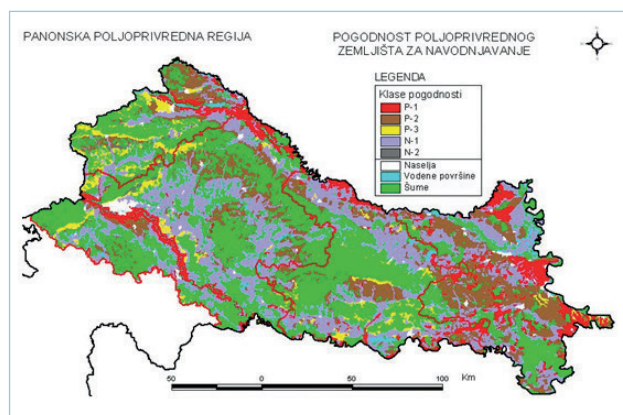 PANONSKA POLJOPRIVREDNA REGIJA
POGODNOST POLJOPRIVREDNOG
ZEMLJIŠTA ZA NAVODNJAVANJE
LEGENDA
Klase pogodnosti
P-1
P-2
P-3
N-1
N-2
Naselja
Vodene površine
Šume
Km
50 0 50 100